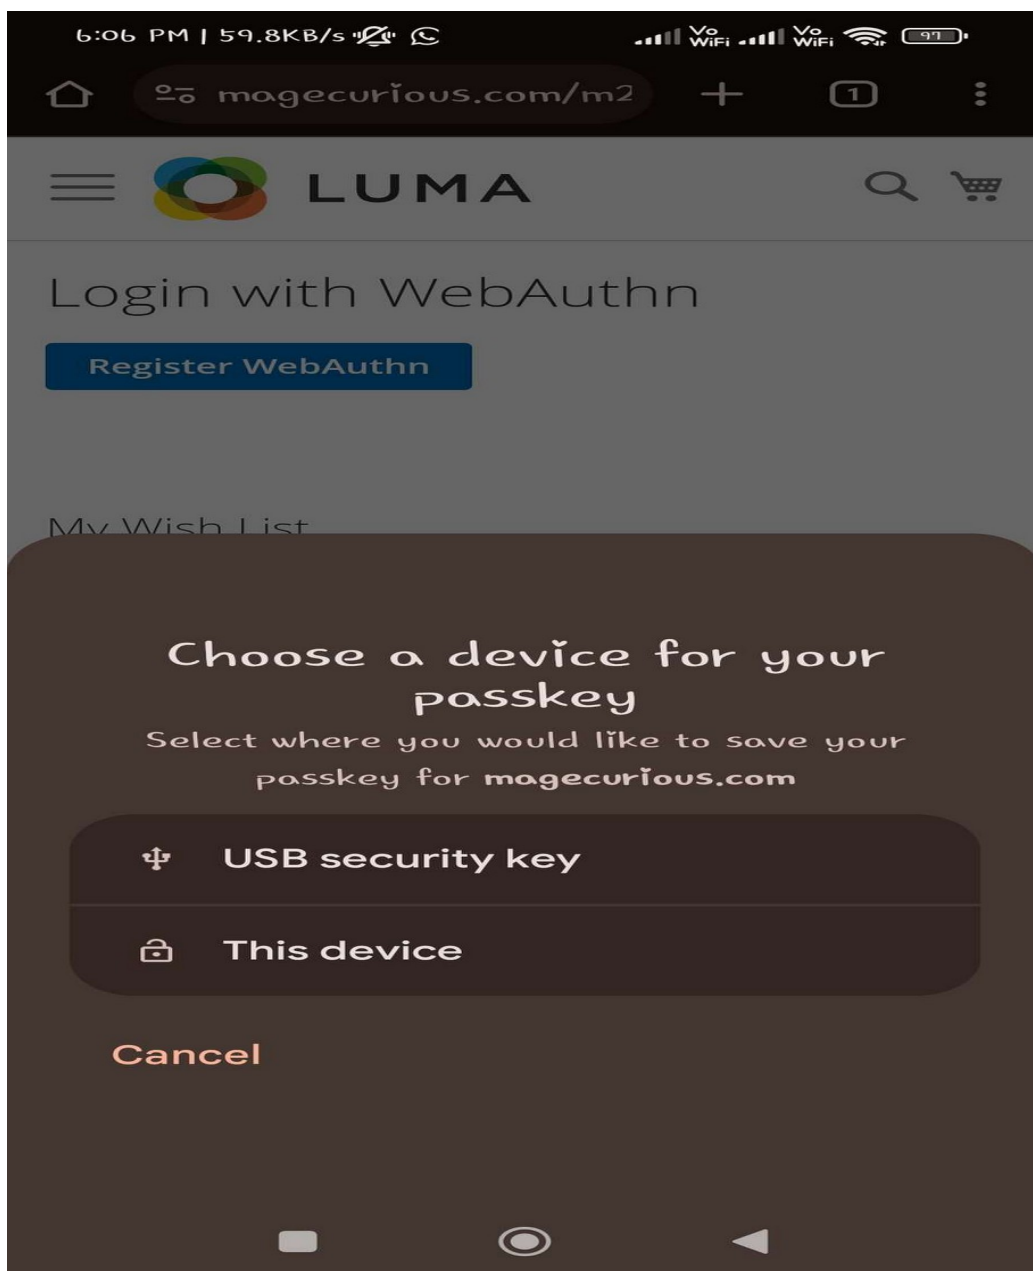 6:06 PM | 59.8KB/s
Vo WiFi Vo WiFi 97
magecurious.com/m2
1
LUMA
Login with WebAuthn
Register WebAuthn
My Wish List
Choose a device for your
passkey
Select where you would like to save your
passkey for magecurious.com
USB security key
This device
Cancel